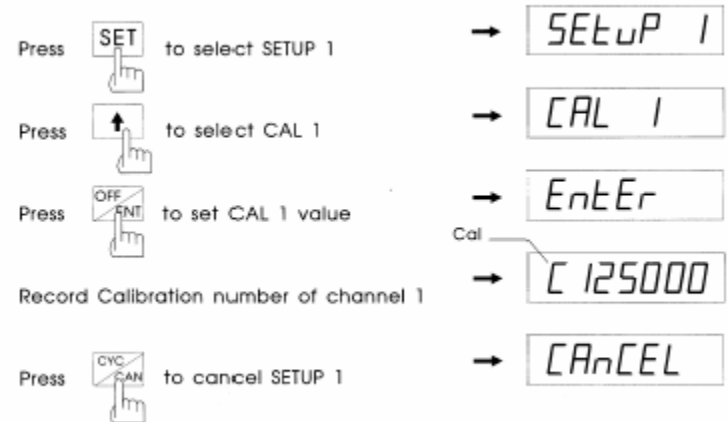 Press SET to select SETUP 1 → SEtuP 1
Press ↑ to select CAL 1 → CAL 1
Press OFF/ENT to set CAL 1 value → EntEr
Cal
Record Calibration number of channel 1 → C 125000
Press CYC/CAN to cancel SETUP 1 → CAnCEL